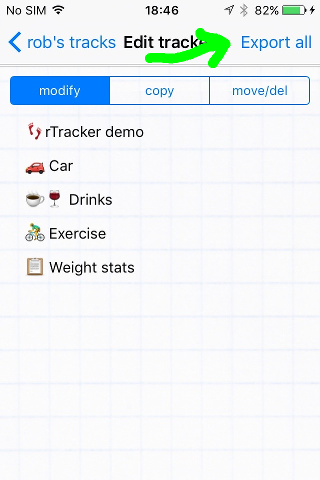 No SIM 18:46 82%
rob's tracks Edit tracke Export all
modify copy move/del
rTracker demo
Car
Drinks
Exercise
Weight stats